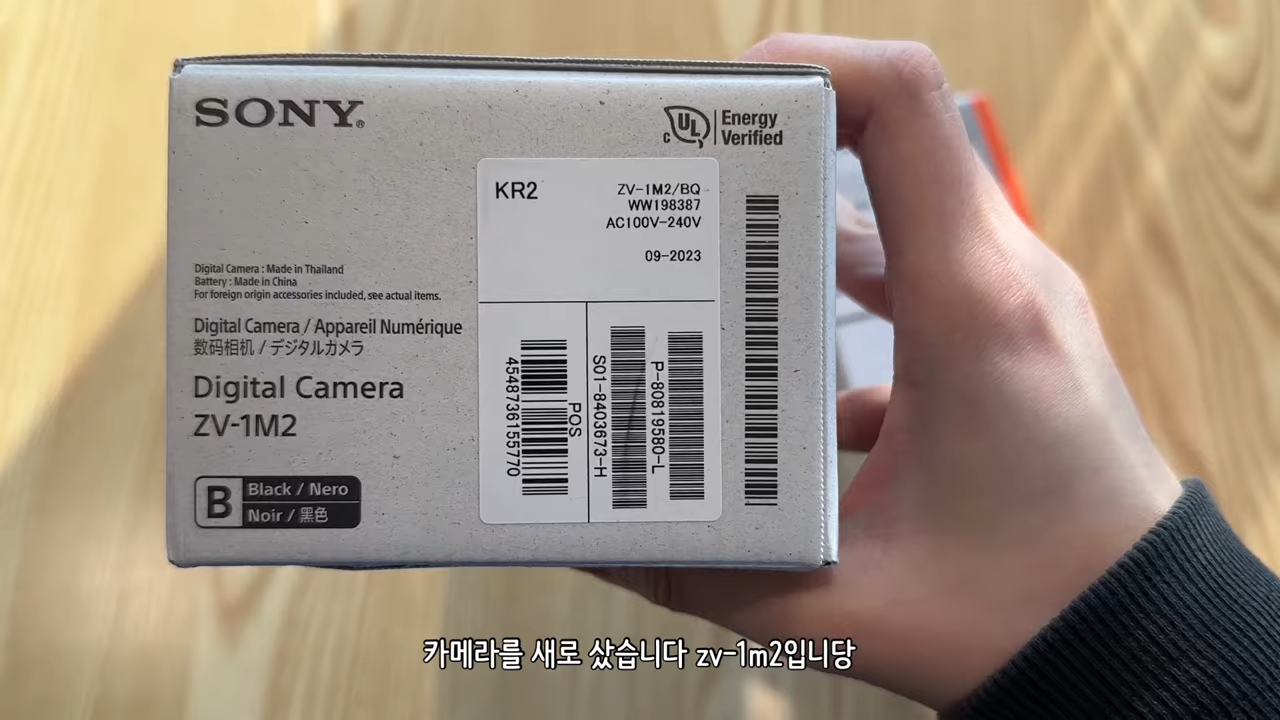 SONY®
c UL Energy
Verified
KR2
ZV-1M2/BQ
WW198387
AC100V-240V
09-2023
Digital Camera : Made in Thailand
Battery : Made in China
For foreign origin accessories included, see actual items.
Digital Camera / Appareil Numérique
数码相机 / デジタルカメラ
Digital Camera
ZV-1M2
B
Black / Nero
Noir / 黑色
4548736155770
POS
S01-8403673-H
P-80819580-L
카메라를 새로 샀습니다 zv-1m2입니당